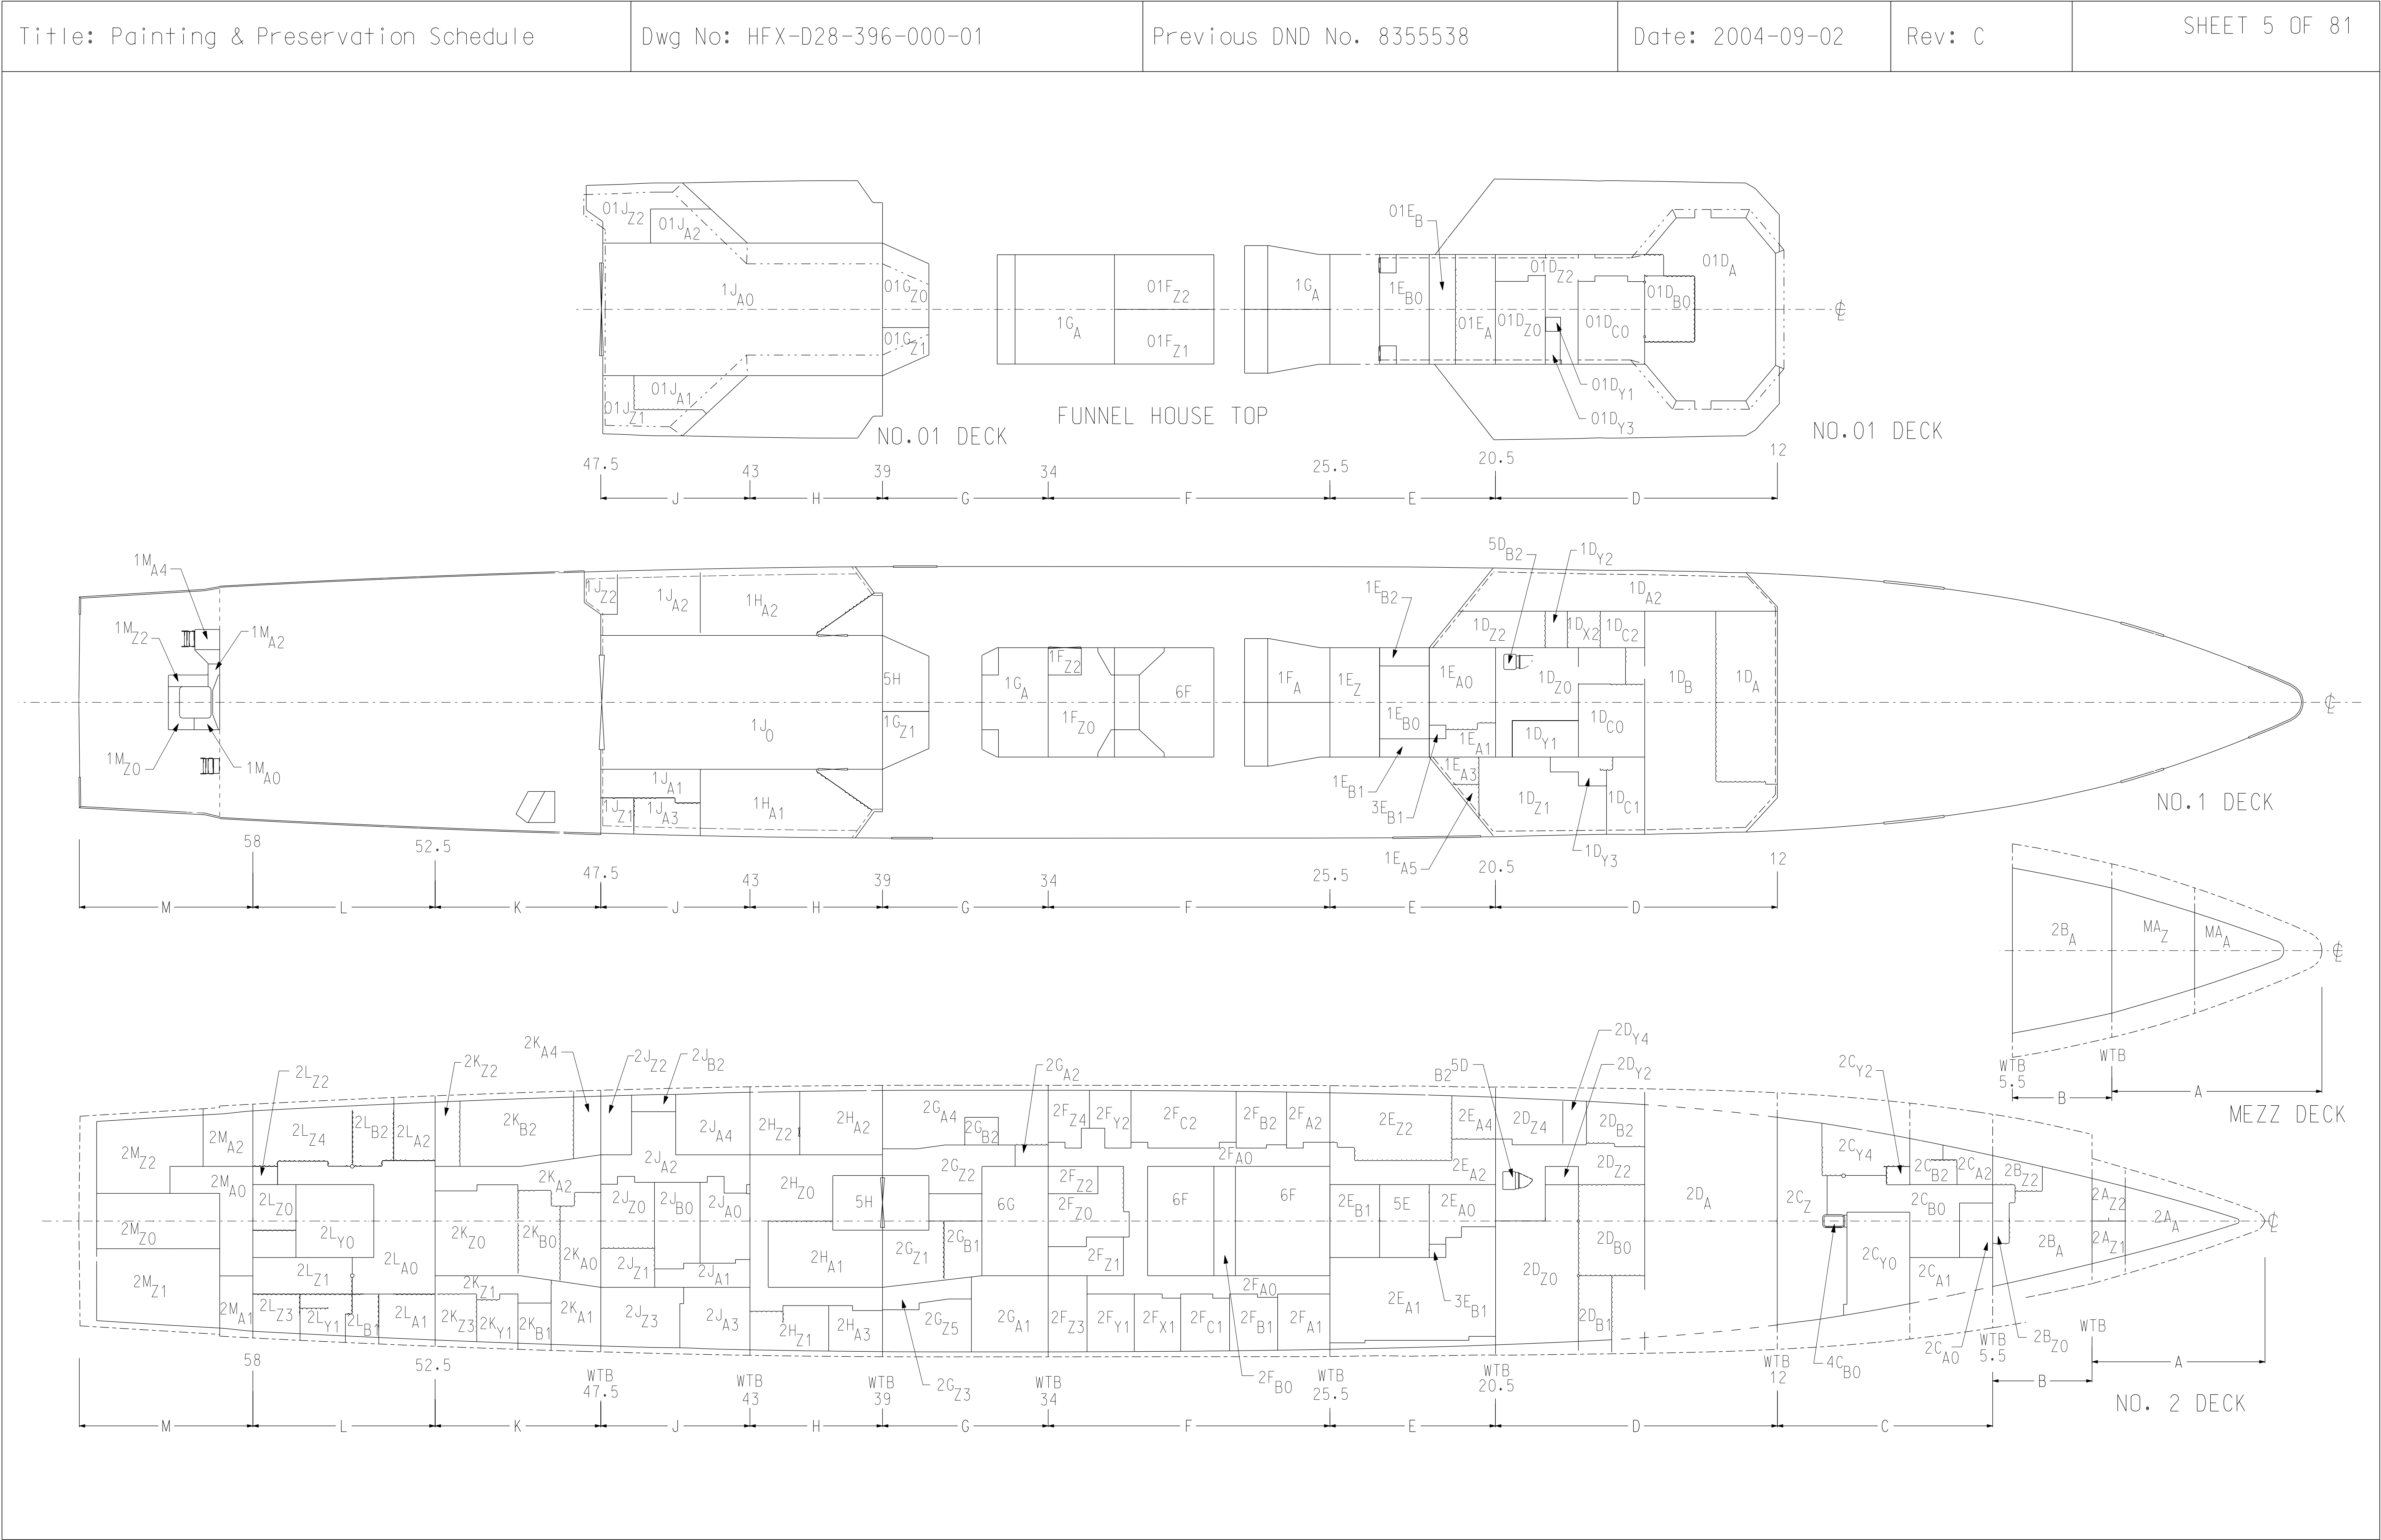 Title: Painting & Preservation Schedule
Dwg No: HFX-D28-396-000-01
Previous DND No. 8355538
Date: 2004-09-02
Rev: C
SHEET 5 OF 81
01JZ2
01JA2
1JA0
01GZ0
01GZ1
01JA1
01JZ1
NO.01 DECK
1GA
01FZ2
01FZ1
FUNNEL HOUSE TOP
1GA
1EB0
01EB
01EA
01DZ0
01DZ2
01DC0
01DB0
01DA
01DY1
01DY3
NO.01 DECK
47.5 43 39 34 25.5 20.5 12
J H G F E D
1MA4
1MZ2
1MA2
1MZ0
1MA0
1JZ2
1JA2
1HA2
5H
1GZ1
1J0
1JA1
1JZ1
1JA3
1HA1
1GA
1FZ2
1FZ0
6F
1FA
1EZ
1EB2
1EB0
1EB1
3EB1
1EA0
1EA1
1EA3
1EA5
5DB2
1DY2
1DA2
1DZ2
1DX2
1DC2
1DZ0
1DC0
1DY1
1DZ1
1DY3
1DC1
1DB
1DA
NO.1 DECK
58 52.5 47.5 43 39 34 25.5 20.5 12
M L K J H G F E D
2BA
MAZ
MAA
WTB
5.5
WTB
B A
MEZZ DECK
2MZ2
2MA2
2MA0
2MZ0
2MZ1
2MA1
2LZ2
2LZ4
2LB2
2LA2
2LZ0
2LY0
2LA0
2LZ1
2LZ3
2LY1
2LB1
2LA1
2KZ2
2KB2
2KA4
2KA2
2KZ0
2KB0
2KA0
2KZ1
2KZ3
2KY1
2KB1
2KA1
2JZ2
2JB2
2JA4
2JA2
2JZ0
2JB0
2JA0
2JZ1
2JA1
2JZ3
2JA3
2HZ2
2HA2
2HZ0
5H
2HA1
2HZ1
2HA3
2GA4
2GB2
2GA2
2GZ2
6G
2GZ1
2GB1
2GZ5
2GZ3
2GA1
2FZ4
2FY2
2FC2
2FB2
2FA2
2FA0
2FZ2
2FZ0
2FZ1
6F
6F
2FA0
2FZ3
2FY1
2FX1
2FC1
2FB1
2FA1
2FB0
2EZ2
2EA4
2EA2
2EB1
5E
2EA0
3EB1
2EA1
B2 5D
2DY4
2DY2
2DZ4
2DB2
2DZ2
2DB0
2DZ0
2DB1
2DA
2CY2
2CY4
2CZ
2CB2
2CA2
2CB0
2CY0
2CA1
2CA0
4CB0
2BZ2
2BZ0
2BA
2AZ2
2AZ1
2AA
58 52.5
WTB 47.5
WTB 43
WTB 39
WTB 34
WTB 25.5
WTB 20.5
WTB 12
WTB 5.5
WTB
M L K J H G F E D C B A
NO. 2 DECK